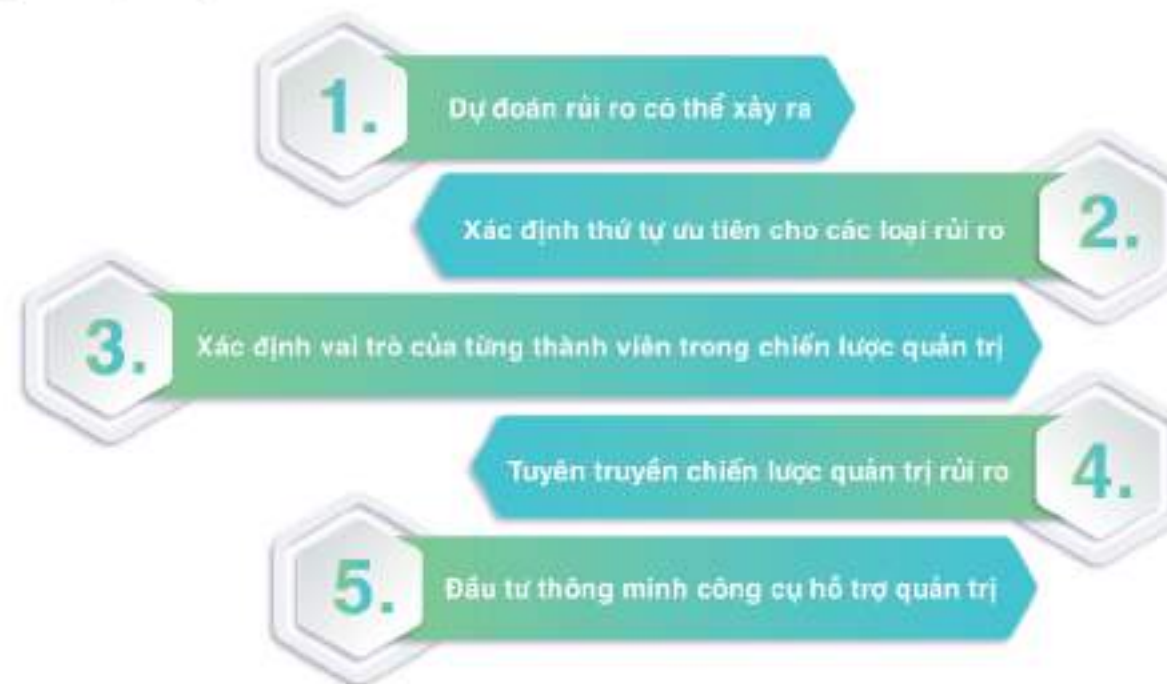 1. Dự đoán rủi ro có thể xảy ra
Xác định thứ tự ưu tiên cho các loại rủi ro 2.
3. Xác định vai trò của từng thành viên trong chiến lược quản trị
Tuyên truyền chiến lược quản trị rủi ro 4.
5. Đầu tư thông minh công cụ hỗ trợ quản trị